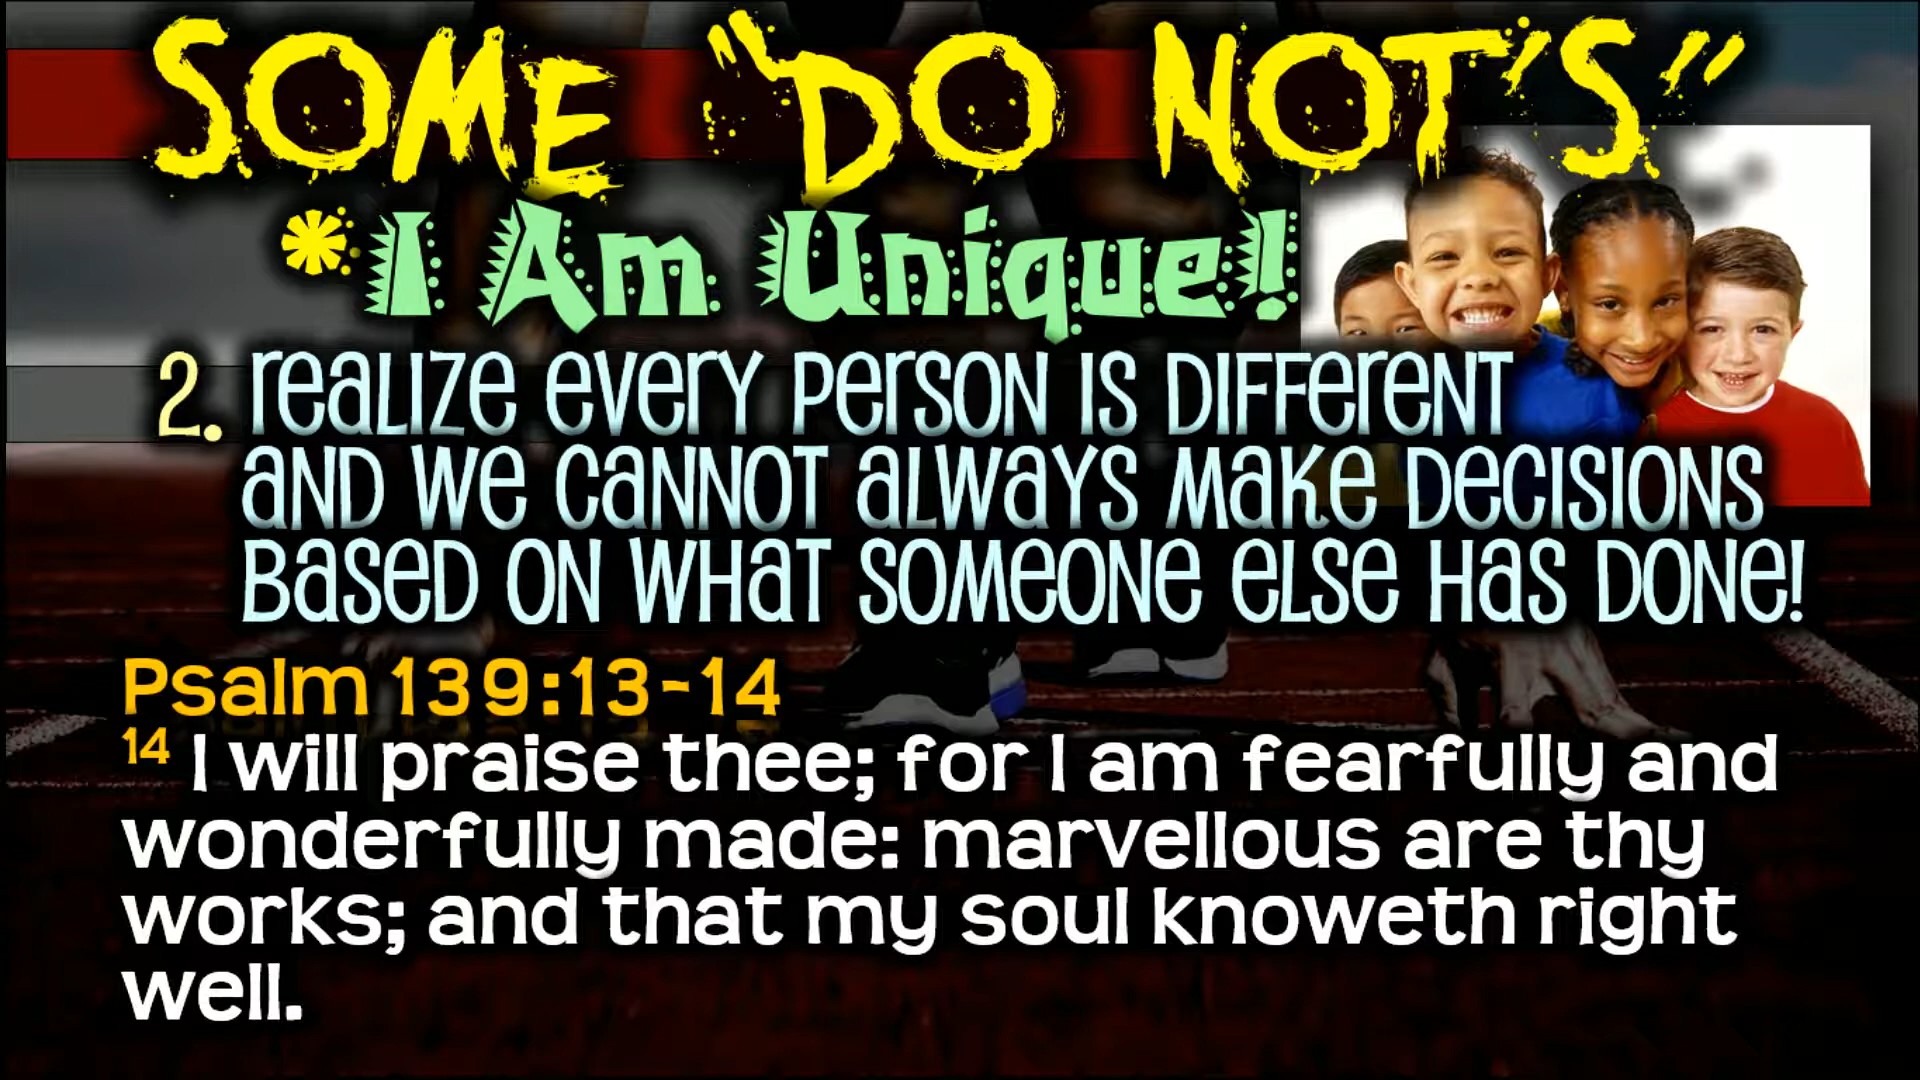 SOME "DO NOT'S"
*I Am Unique!
2. Realize every person is different
and we cannot always make decisions
based on what someone else has done!
Psalm 139:13-14
14 I will praise thee; for I am fearfully and
wonderfully made: marvellous are thy
works; and that my soul knoweth right
well.